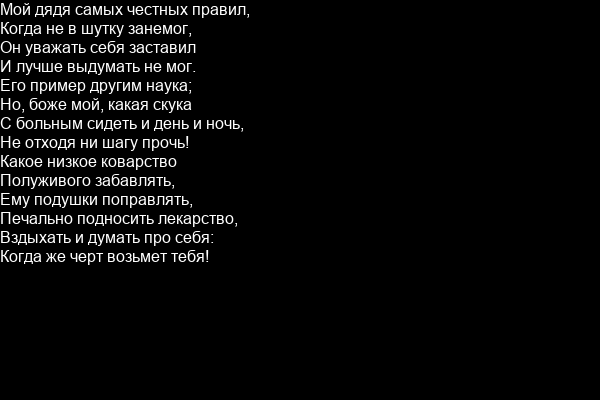 Мой дядя самых честных правил,
Когда не в шутку занемог,
Он уважать себя заставил
И лучше выдумать не мог.
Его пример другим наука;
Но, боже мой, какая скука
С больным сидеть и день и ночь,
Не отходя ни шагу прочь!
Какое низкое коварство
Полуживого забавлять,
Ему подушки поправлять,
Печально подносить лекарство,
Вздыхать и думать про себя:
Когда же черт возьмет тебя!